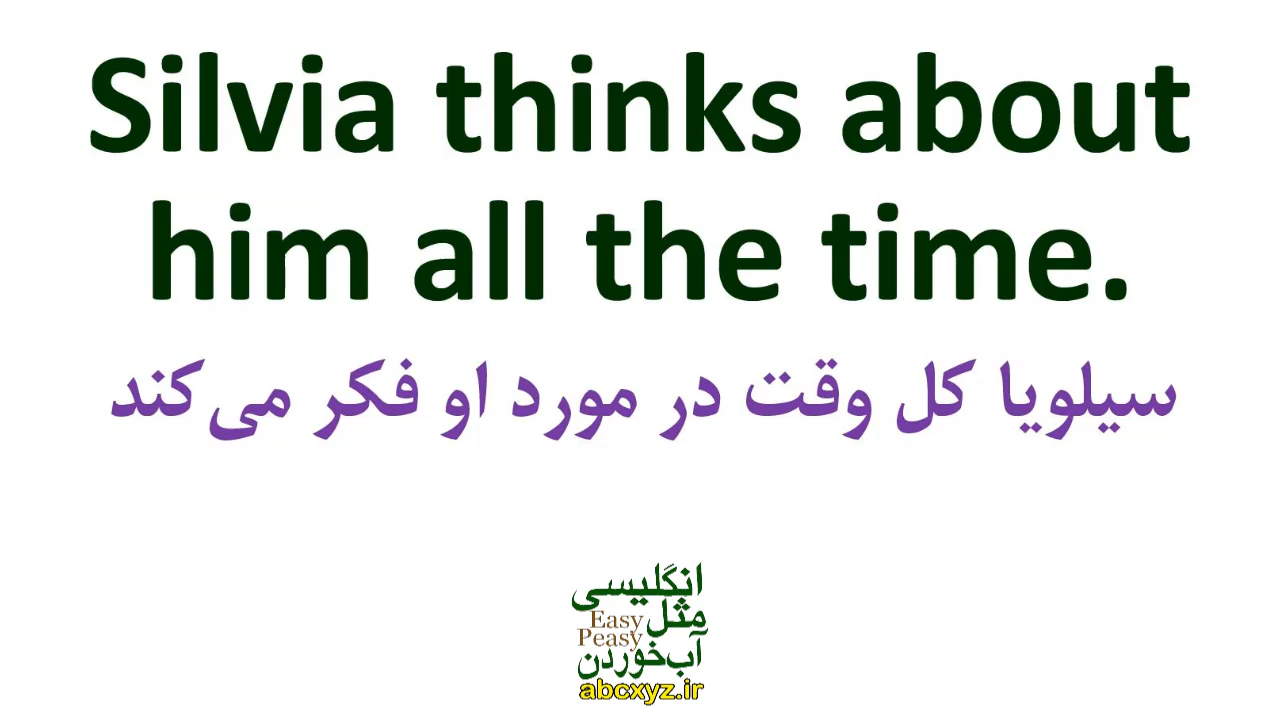 Silvia thinks about
him all the time.
سیلویا کل وقت در مورد او فکر می‌کند
انگلیسی
مثل
Easy
Peasy
آب‌خوردن
abcxyz.ir